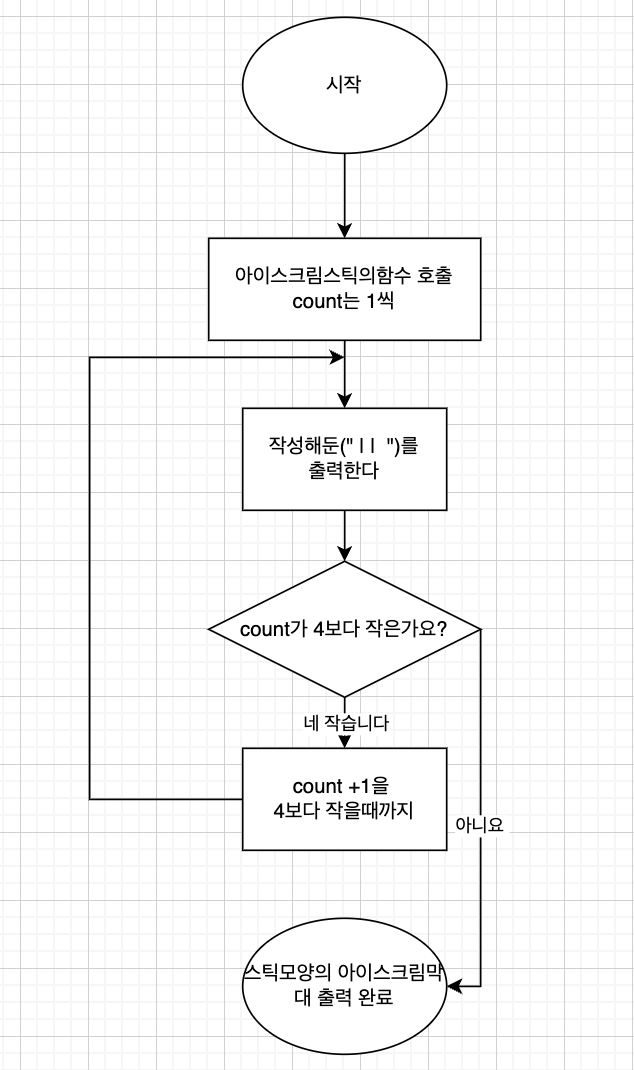 시작
아이스크림스틱의함수 호출
count는 1씩
작성해둔(" | |  ")를
출력한다
count가 4보다 작은가요?
네 작습니다
count +1을
4보다 작을때까지
아니요
스틱모양의 아이스크림막
대 출력 완료